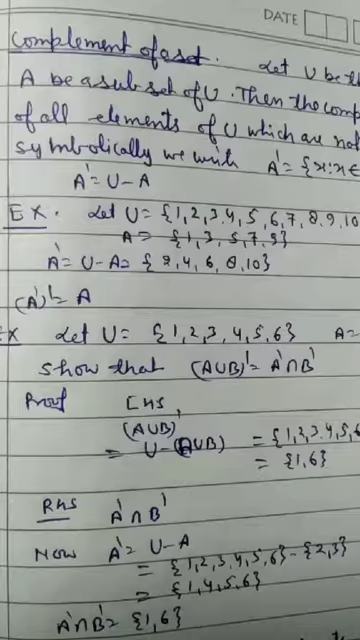 DATE
Complement of a set. Let U be the
A be a subset of U. Then the comp
of all elements of U which are not
symbolically we write A' = {x:x∈
A' = U-A
EX. Let U = {1,2,3,4,5,6,7,8,9,10
A = {1,3,5,7,9}
A' = U-A = {2,4,6,8,10}
(A')' = A
EX Let U = {1,2,3,4,5,6} A =
Show that (A∪B)' = A'∩B'
Proof LHS,
(A∪B)'
= U-(A∪B) = {1,2,3,4,5,6
= {1,6}
RHS A'∩B'
Now A' = U-A
= {1,2,3,4,5,6}-{2,3}
= {1,4,5,6}
A'∩B' = {1,6}